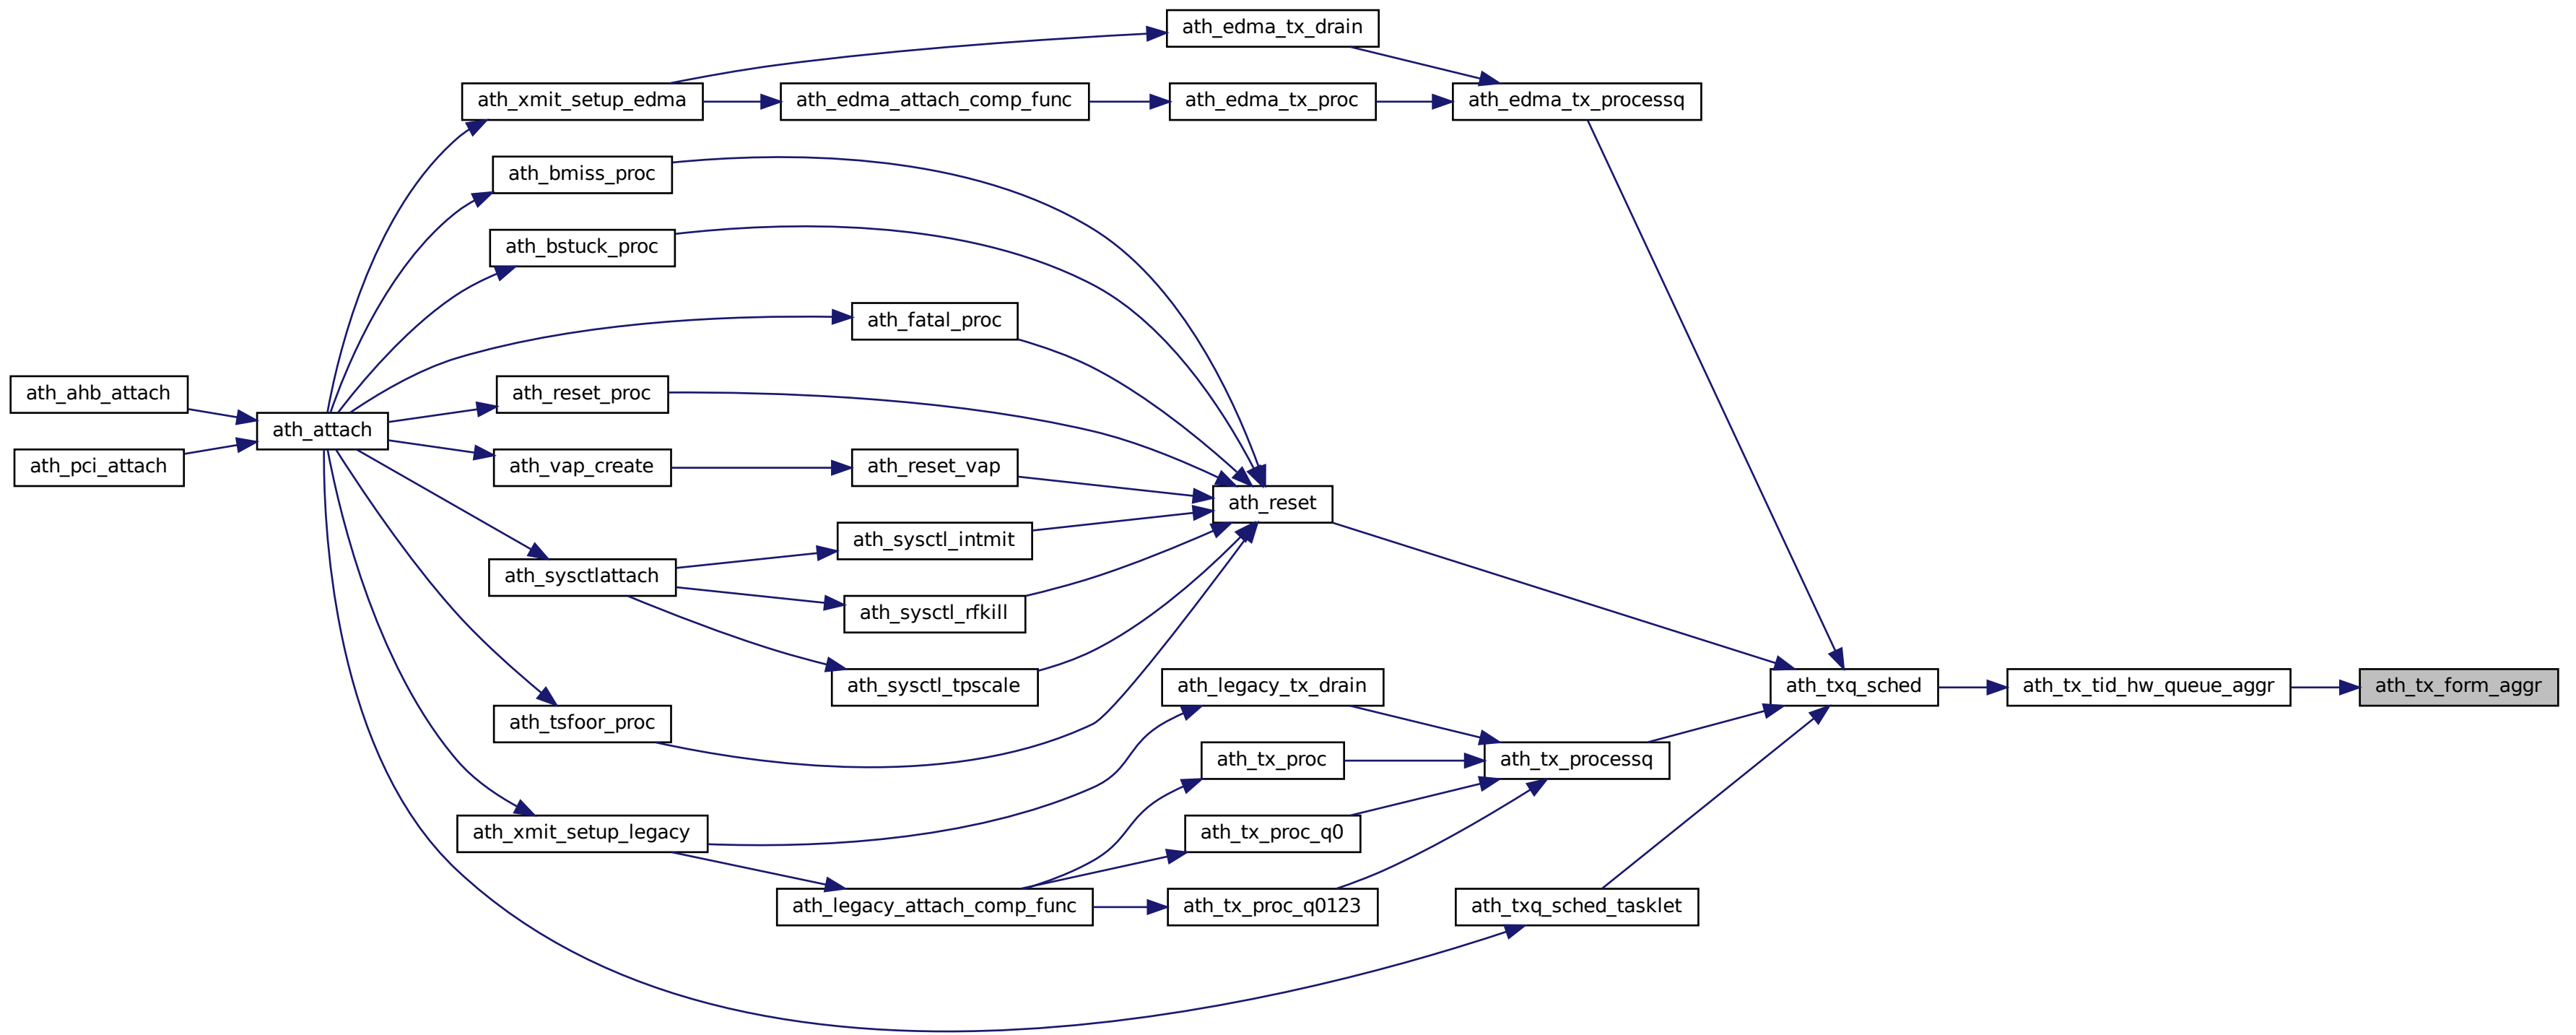 ath_edma_tx_drain
ath_xmit_setup_edma
ath_edma_attach_comp_func
ath_edma_tx_proc
ath_edma_tx_processq
ath_bmiss_proc
ath_bstuck_proc
ath_fatal_proc
ath_ahb_attach
ath_reset_proc
ath_attach
ath_pci_attach
ath_vap_create
ath_reset_vap
ath_reset
ath_sysctl_intmit
ath_sysctlattach
ath_sysctl_rfkill
ath_sysctl_tpscale
ath_legacy_tx_drain
ath_txq_sched
ath_tx_tid_hw_queue_aggr
ath_tx_form_aggr
ath_tsfoor_proc
ath_tx_proc
ath_tx_processq
ath_xmit_setup_legacy
ath_tx_proc_q0
ath_legacy_attach_comp_func
ath_tx_proc_q0123
ath_txq_sched_tasklet